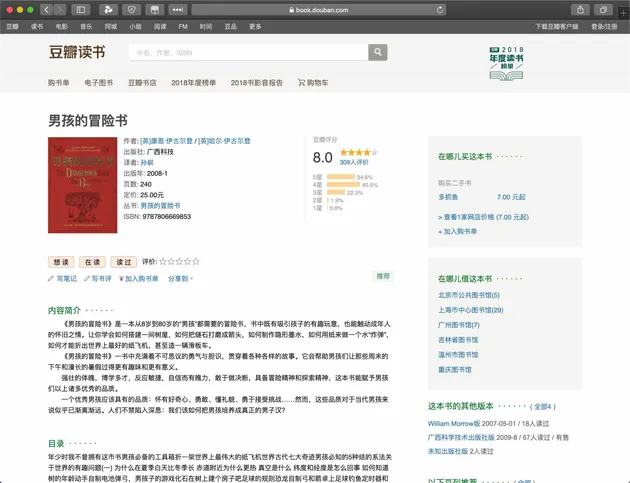 book.douban.com
豆瓣 读书 电影 音乐 同城 小组 阅读 FM 时间 豆品 更多
下载豆瓣客户端 登录/注册
豆瓣读书
书名、作者、ISBN
2018
年度读书
榜单
购书单 电子图书 豆瓣书店 2018年度榜单 2018书影音报告 购物车
男孩的冒险书
作者: [英]康恩·伊古尔登 / [英]哈尔·伊古尔登
出版社: 广西科技
译者: 孙崭
出版年: 2008-1
页数: 240
定价: 25.00元
丛书: 男孩的冒险书
ISBN: 9787806669853
豆瓣评分
8.0
309人评价
5星 34.6%
4星 40.5%
3星 22.3%
2星 1.9%
1星 0.6%
想读 在读 读过 评价:
写笔记 写书评 ¥加入购书单 分享到
推荐
内容简介 · · · · · ·
《男孩的冒险书》是一本从8岁到80岁的“男孩”都需要的冒险书，书中既有吸引孩子的有趣玩意，也能触动成年人
的怀旧之情。让你学会如何搭建一间树屋，如何把燧石打磨成箭头，如何制作隐形墨水，如何用纸来做一个水“炸弹”，
如何才能折出世界上最好的纸飞机，甚至造一辆滑板车。
《男孩的冒险书》一书中充满着不可思议的勇气与胆识，贯穿着各种各样的故事。它会帮助男孩们让那些周末的
下午和漫长的暑假过得更有趣味和更有意义。
强壮的体魄，博学多才，反应敏捷，自信而有魄力，敢于做决断，具备冒险精神和探索精神，这本书能赋予男孩
们以上诸多优秀的品质。
一个优秀男孩应该具有的品质：怀有好奇心、勇敢、懂礼貌、勇于接受挑战……然而，这些品质对于当代男孩来
说似乎已渐离渐远。人们不禁陷入深思：我们该如何把男孩培养成真正的男子汉？
目录 · · · · · ·
年少时我不曾拥有这本书男孩必备的工具箱折一架世界上最伟大的纸飞机世界古代七大奇迹男孩必知的5种结的系法关
于世界的有趣问题(一) 为什么在夏季白天比冬季长 赤道附近为什么更热 真空是什么 纬度和经度是怎么回事 如何知道
树的年龄动手自制电池弹弓，男孩子的游戏化石在树上建个房子吧足球的规则恐龙自制弓和箭桌上足球钓鱼定时器和
在哪儿买这本书 · · · · · ·
购买二手书
多抓鱼 7.00 元起
> 查看1家网店价格 (7.00 元起)
+ 加入购书单
在哪儿借这本书 · · · · · ·
北京市公共图书馆(5)
上海市中心图书馆(29)
广州图书馆(7)
吉林省图书馆
温州市图书馆
重庆图书馆
这本书的其他版本 · · · · · · ( 全部4 )
William Morrow版 2007-05-01 / 18人读过
广西科学技术出版社版 2009-8 / 67人读过 / 有售
未知出版社版 2人读过